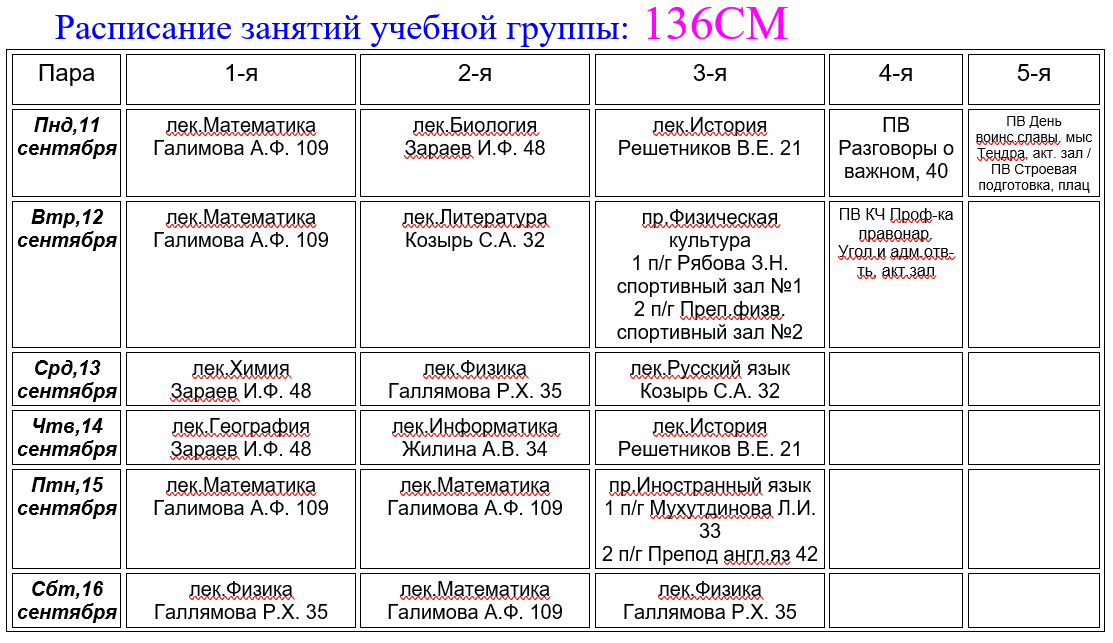 Расписание занятий учебной группы: 136СМ
Пара
1-я
2-я
3-я
4-я
5-я
Пнд,11
сентября
лек.Математика
Галимова А.Ф. 109
лек.Биология
Зараев И.Ф. 48
лек.История
Решетников В.Е. 21
ПВ
Разговоры о
важном, 40
ПВ День
воинс.славы, мыс
Тендра, акт. зал /
ПВ Строевая
подготовка, плац
Втр,12
сентября
лек.Математика
Галимова А.Ф. 109
лек.Литература
Козырь С.А. 32
пр.Физическая
культура
1 п/г Рябова З.Н.
спортивный зал №1
2 п/г Преп.физв.
спортивный зал №2
ПВ КЧ Проф-ка
правонар.
Угол.и адм.отв-
ть, акт.зал
Срд,13
сентября
лек.Химия
Зараев И.Ф. 48
лек.Физика
Галлямова Р.Х. 35
лек.Русский язык
Козырь С.А. 32
Чтв,14
сентября
лек.География
Зараев И.Ф. 48
лек.Информатика
Жилина А.В. 34
лек.История
Решетников В.Е. 21
Птн,15
сентября
лек.Математика
Галимова А.Ф. 109
лек.Математика
Галимова А.Ф. 109
пр.Иностранный язык
1 п/г Мухутдинова Л.И.
33
2 п/г Препод англ.яз 42
Сбт,16
сентября
лек.Физика
Галлямова Р.Х. 35
лек.Математика
Галимова А.Ф. 109
лек.Физика
Галлямова Р.Х. 35